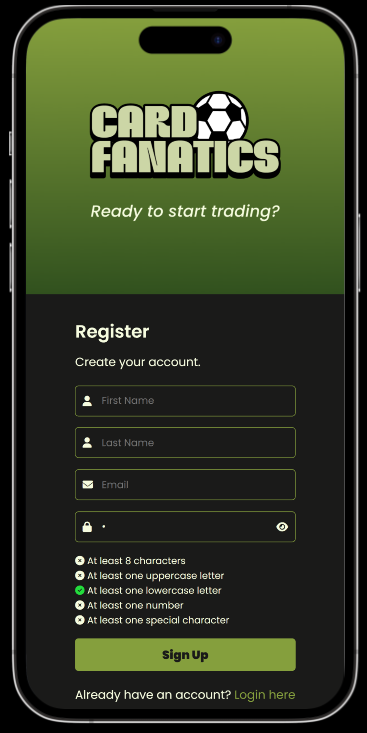 CARD
FANATICS
Ready to start trading?
Register
Create your account.
First Name
Last Name
Email
At least 8 characters
At least one uppercase letter
At least one lowercase letter
At least one number
At least one special character
Sign Up
Already have an account? Login here